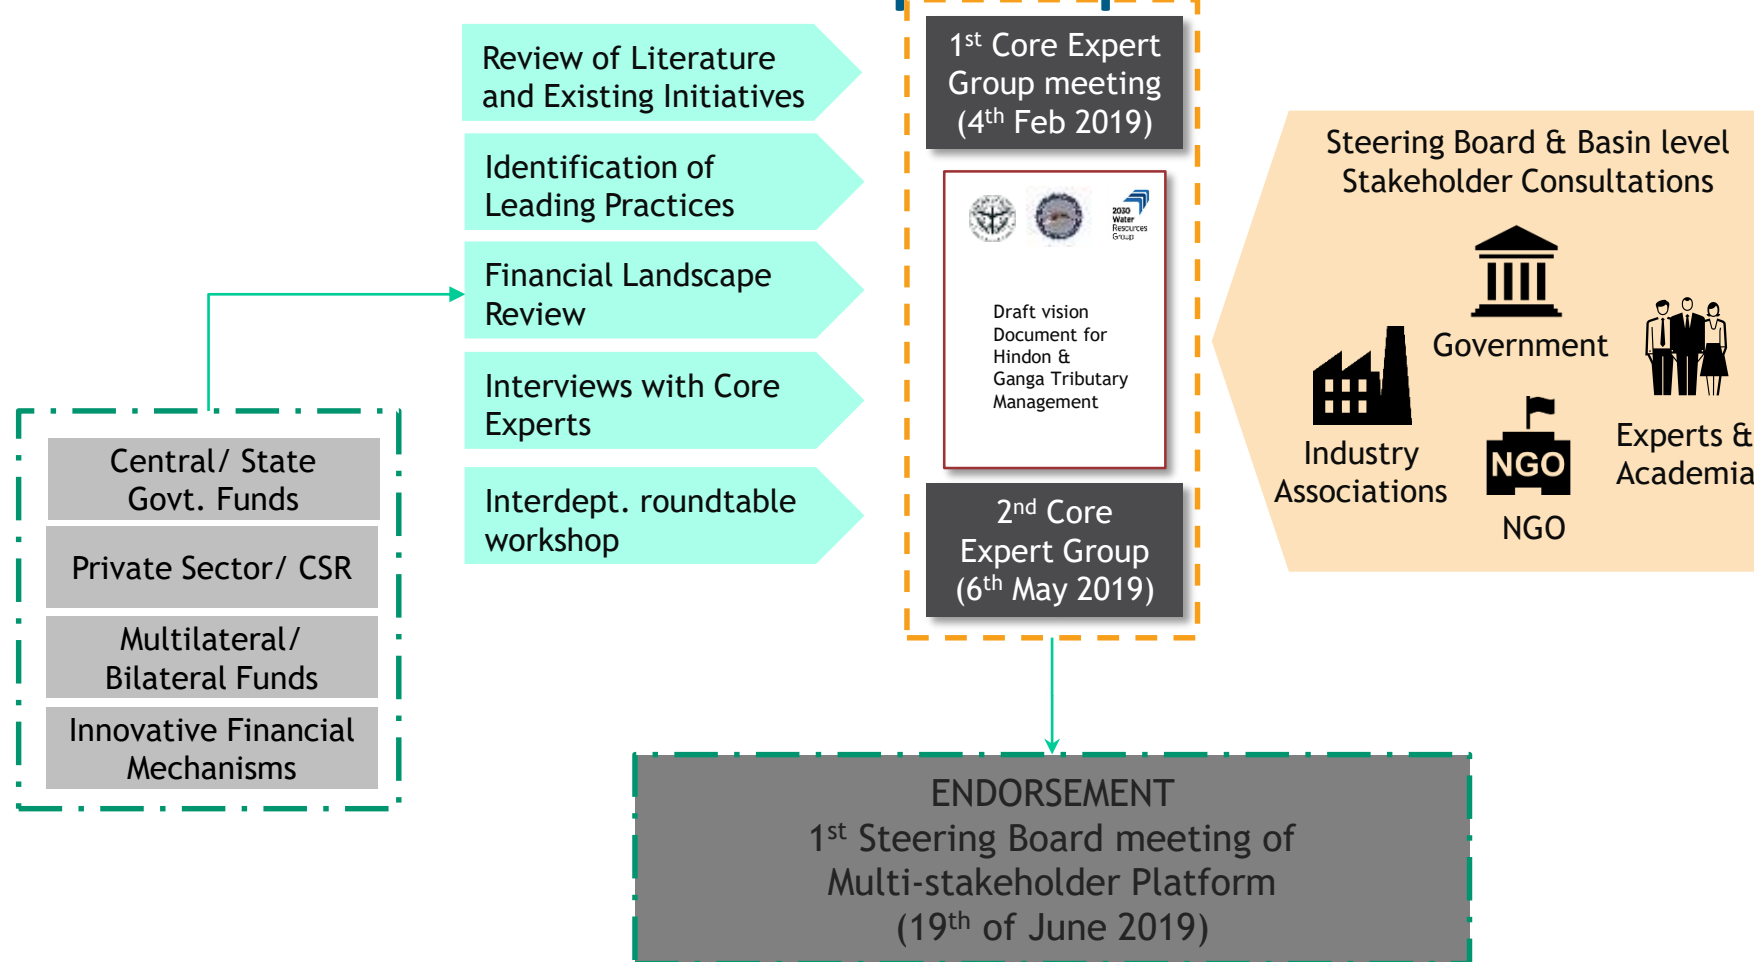 Review of Literature
and Existing Initiatives
Identification of
Leading Practices
Financial Landscape
Review
Interviews with Core
Experts
Interdept. roundtable
workshop
Central/ State
Govt. Funds
Private Sector/ CSR
Multilateral/
Bilateral Funds
Innovative Financial
Mechanisms
1st Core Expert
Group meeting
(4th Feb 2019)
2030
Water
Resources
Group
Draft vision
Document for
Hindon &
Ganga Tributary
Management
2nd Core
Expert Group
(6th May 2019)
Steering Board & Basin level
Stakeholder Consultations
Government
Industry
Associations
NGO
NGO
Experts &
Academia
ENDORSEMENT
1st Steering Board meeting of
Multi-stakeholder Platform
(19th of June 2019)